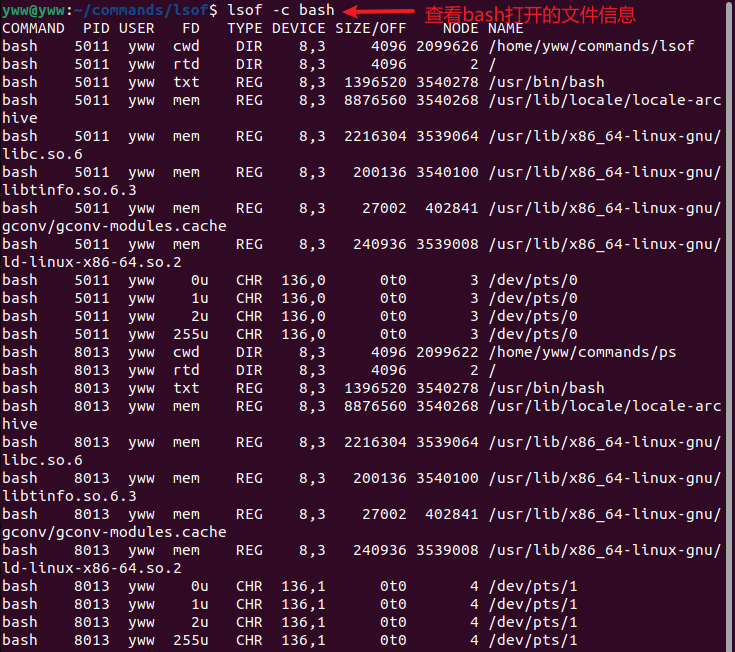 yww@yww:~/commands/lsof$ lsof -c bash 查看bash打开的文件信息
COMMAND PID USER FD TYPE DEVICE SIZE/OFF NODE NAME
bash 5011 yww cwd DIR 8,3 4096 2099626 /home/yww/commands/lsof
bash 5011 yww rtd DIR 8,3 4096 2 /
bash 5011 yww txt REG 8,3 1396520 3540278 /usr/bin/bash
bash 5011 yww mem REG 8,3 8876560 3540268 /usr/lib/locale/locale-arc
hive
bash 5011 yww mem REG 8,3 2216304 3539064 /usr/lib/x86_64-linux-gnu/
libc.so.6
bash 5011 yww mem REG 8,3 200136 3540100 /usr/lib/x86_64-linux-gnu/
libtinfo.so.6.3
bash 5011 yww mem REG 8,3 27002 402841 /usr/lib/x86_64-linux-gnu/
gconv/gconv-modules.cache
bash 5011 yww mem REG 8,3 240936 3539008 /usr/lib/x86_64-linux-gnu/
ld-linux-x86-64.so.2
bash 5011 yww 0u CHR 136,0 0t0 3 /dev/pts/0
bash 5011 yww 1u CHR 136,0 0t0 3 /dev/pts/0
bash 5011 yww 2u CHR 136,0 0t0 3 /dev/pts/0
bash 5011 yww 255u CHR 136,0 0t0 3 /dev/pts/0
bash 8013 yww cwd DIR 8,3 4096 2099622 /home/yww/commands/ps
bash 8013 yww rtd DIR 8,3 4096 2 /
bash 8013 yww txt REG 8,3 1396520 3540278 /usr/bin/bash
bash 8013 yww mem REG 8,3 8876560 3540268 /usr/lib/locale/locale-arc
hive
bash 8013 yww mem REG 8,3 2216304 3539064 /usr/lib/x86_64-linux-gnu/
libc.so.6
bash 8013 yww mem REG 8,3 200136 3540100 /usr/lib/x86_64-linux-gnu/
libtinfo.so.6.3
bash 8013 yww mem REG 8,3 27002 402841 /usr/lib/x86_64-linux-gnu/
gconv/gconv-modules.cache
bash 8013 yww mem REG 8,3 240936 3539008 /usr/lib/x86_64-linux-gnu/
ld-linux-x86-64.so.2
bash 8013 yww 0u CHR 136,1 0t0 4 /dev/pts/1
bash 8013 yww 1u CHR 136,1 0t0 4 /dev/pts/1
bash 8013 yww 2u CHR 136,1 0t0 4 /dev/pts/1
bash 8013 yww 255u CHR 136,1 0t0 4 /dev/pts/1